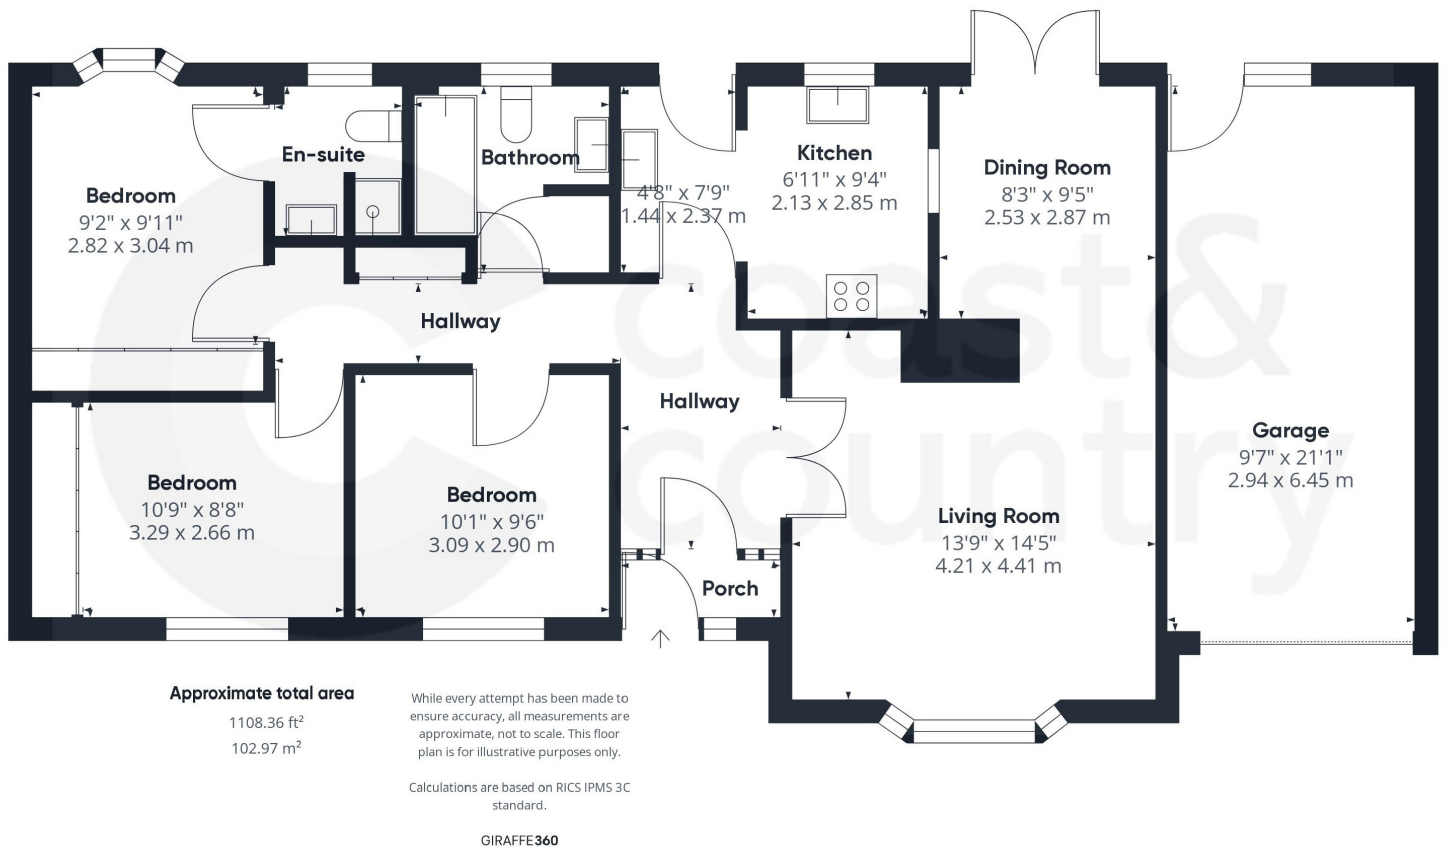 En-suite
Bathroom
Kitchen
6'11" x 9'4"
2.13 x 2.85 m
Dining Room
8'3" x 9'5"
2.53 x 2.87 m
Bedroom
9'2" x 9'11"
2.82 x 3.04 m
4'8" x 7'9"
1.44 x 2.37 m
Hallway
Hallway
coast&
country
Garage
9'7" x 21'1"
2.94 x 6.45 m
Bedroom
10'9" x 8'8"
3.29 x 2.66 m
Bedroom
10'1" x 9'6"
3.09 x 2.90 m
Living Room
13'9" x 14'5"
4.21 x 4.41 m
Porch
Approximate total area
1108.36 ft²
102.97 m²
While every attempt has been made to
ensure accuracy, all measurements are
approximate, not to scale. This floor
plan is for illustrative purposes only.
Calculations are based on RICS IPMS 3C
standard.
GIRAFFE360